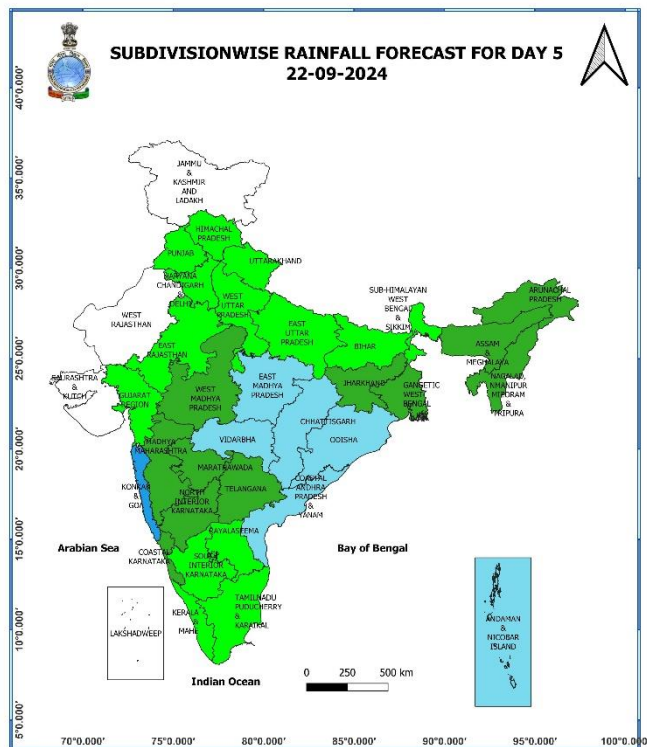 SUBDIVISIONWISE RAINFALL FORECAST FOR DAY 5
22-09-2024
40°0.000'
35°0.000'
30°0.000'
25°0.000'
20°0.000'
15°0.000'
10°0.000'
6°0.000'
JAMMU
&
KASHMIR
AND
LADAKH
HIMACHAL
PRADESH
PUNJAB
UTTARAKHAND
HARYANA
CHANDIGARH
&
DELHI
WEST
UTTAR
PRADESH
WEST
RAJASTHAN
EAST
RAJASTHAN
EAST
UTTAR
PRADESH
SUB-HIMALAYAN
WEST
BENGAL
&
SIKKIM
BIHAR
ARUNACHAL
PRADESH
ASSAM
&
MEGHALAYA
NAGALAND
MANIPUR
MIZORAM
&
TRIPURA
SAURASHTRA
&
KUTCH
GUJARAT
REGION
WEST
MADHYA
PRADESH
EAST
MADHYA
PRADESH
JHARKHAND
GANGETIC
WEST
BENGAL
CHHATTISGARH
ODISHA
VIDARBHA
MADHYA
MAHARASHTRA
MARATHAWADA
KONKAN
&
GOA
TELANGANA
COASTAL
ANDHRA
PRADESH
&
YANAM
NORTH
INTERIOR
KARNATAKA
RAYALASEEMA
COASTAL
KARNATAKA
SOUTH
INTERIOR
KARNATAKA
TAMILNADU
PUDUCHERRY
&
KARAIKAL
KERALA
&
MAHE
LAKSHADWEEP
ANDAMAN
&
NICOBAR
ISLAND
Arabian Sea
Bay of Bengal
Indian Ocean
0 250 500 km
70°0.000' 75°0.000' 80°0.000' 85°0.000' 90°0.000' 95°0.000' 100°0.0